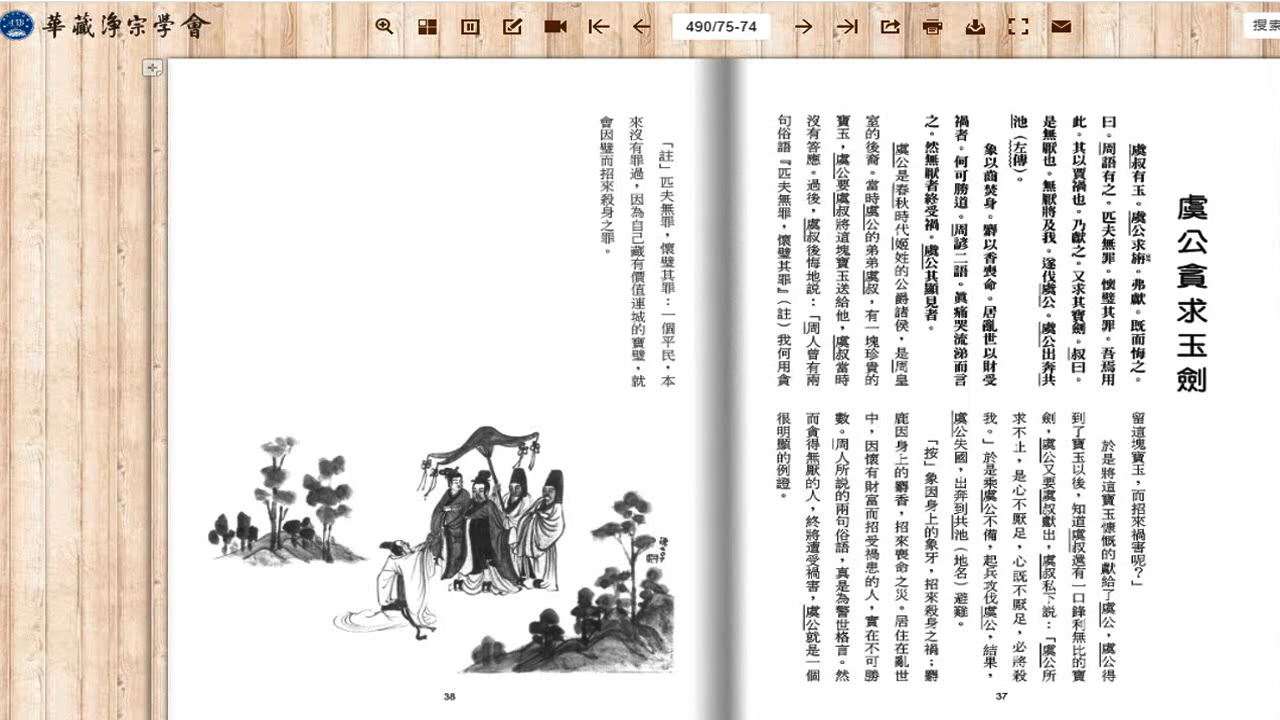 華藏淨宗學會
490/75-74
搜索
虞公貪求玉劍
虞叔有玉。虞公求旃。弗獻。既而悔之。
曰。周語有之。匹夫無罪。懷璧其罪。吾焉用
此。其以賈禍也。乃獻之。又求其寶劍。叔曰。
是無厭也。無厭將及我。遂伐虞公。虞公出奔共
池(左傳)。
象以齒焚身。麝以香喪命。居亂世以財受
禍者。何可勝道。周諺二語。真痛哭流涕而言
之。然無厭者終受禍。虞公其顯見者。
虞公是春秋時代姬姓的公爵諸侯，是周皇
室的後裔。當時虞公的弟弟虞叔，有一塊珍貴的
寶玉，虞公要虞叔將這塊寶玉送給他，虞叔當時
沒有答應。過後，虞叔後悔地說：「周人曾有兩
句俗語『匹夫無罪，懷璧其罪』(註)我何用貪
留這塊寶玉，而招來禍害呢？」
於是將這寶玉慷慨的獻給了虞公，虞公得
到了寶玉以後，知道虞叔還有一口鋒利無比的寶
劍，虞公又要虞叔獻出，虞叔私下說：「虞公所
求不止，是心不厭足，心既不厭足，必將殺
我。」於是乘虞公不備，起兵攻伐虞公，結果，
虞公失國，出奔到共池(地名)避難。
「按」象因身上的象牙，招來殺身之禍；麝
鹿因身上的麝香，招來喪命之災。居住在亂世
中，因懷有財富而招受禍患的人，實在不可勝
數。周人所說的兩句俗語，真是為警世格言。然
而貪得無厭的人，終將遭受禍害，虞公就是一個
很明顯的例證。
37
「註」匹夫無罪，懷璧其罪：一個平民，本
來沒有罪過，因為自己藏有價值連城的寶璧，就
會因璧而招來殺身之罪。
38